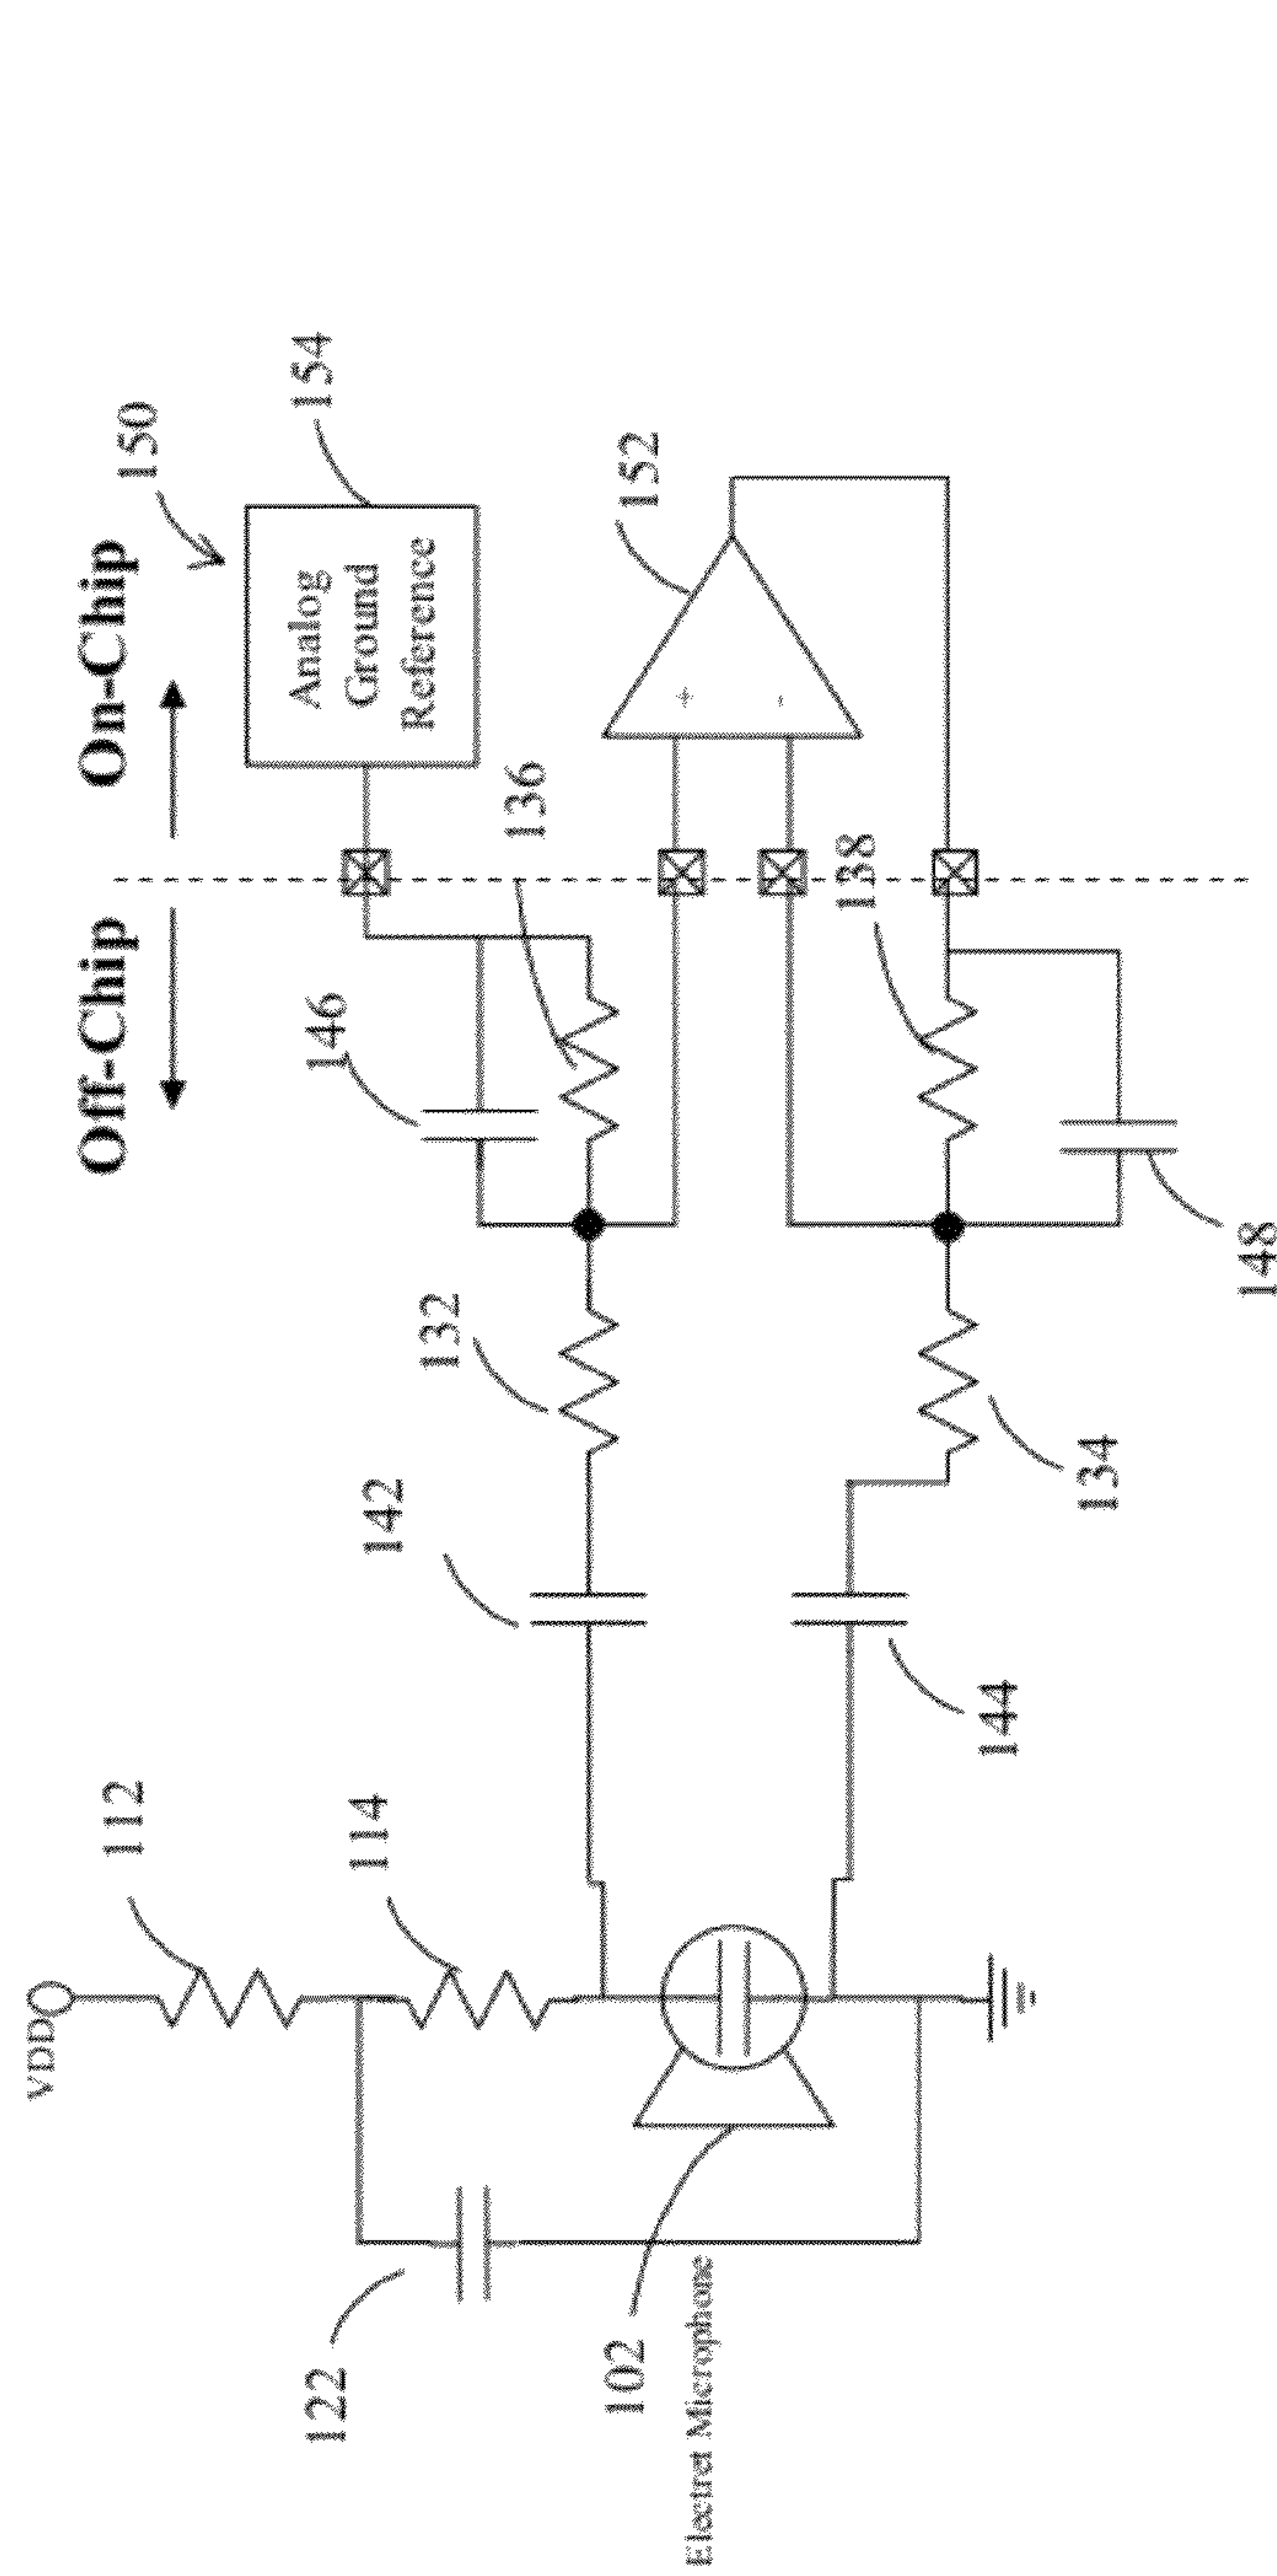 Off-Chip
On-Chip
150
VDD
112
154
Analog
Ground
Reference
122
114
142
146
132
136
102
152
+
-
Electret Microphone
138
144
134
148